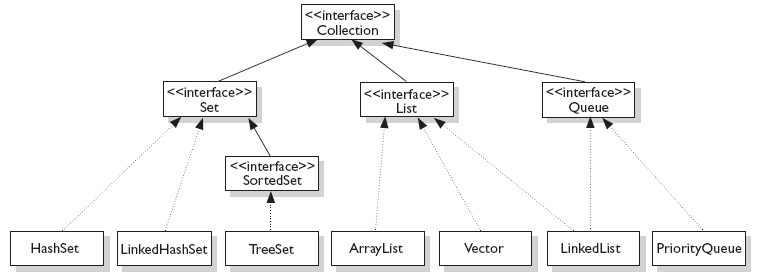 <<interface>>
Collection
<<interface>>
Set
<<interface>>
List
<<interface>>
Queue
<<interface>>
SortedSet
HashSet
LinkedHashSet
TreeSet
ArrayList
Vector
LinkedList
PriorityQueue